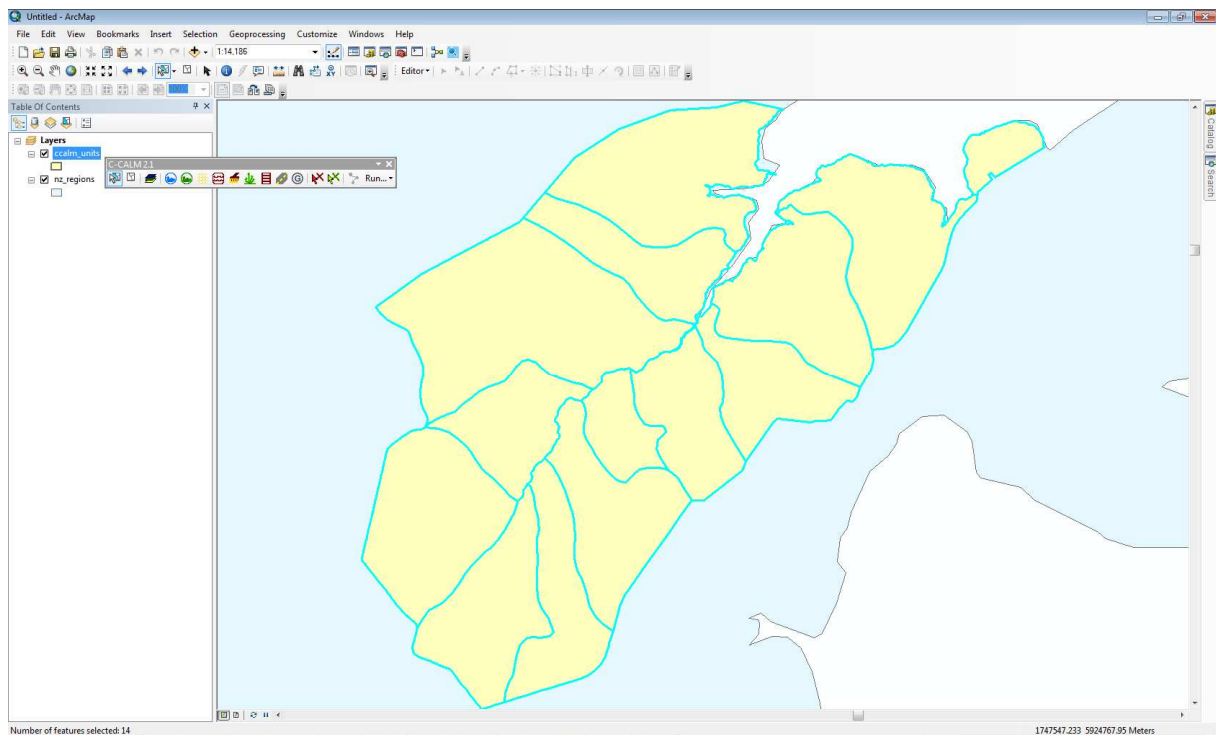 Untitled - ArcMap
File Edit View Bookmarks Insert Selection Geoprocessing Customize Windows Help
1:14,186
Editor
100%
Table Of Contents
Layers
ccalm_units
nz_regions
C-CALM 2.1
Run...
Catalog
Search
Number of features selected: 14
1747547.233 5924767.95 Meters